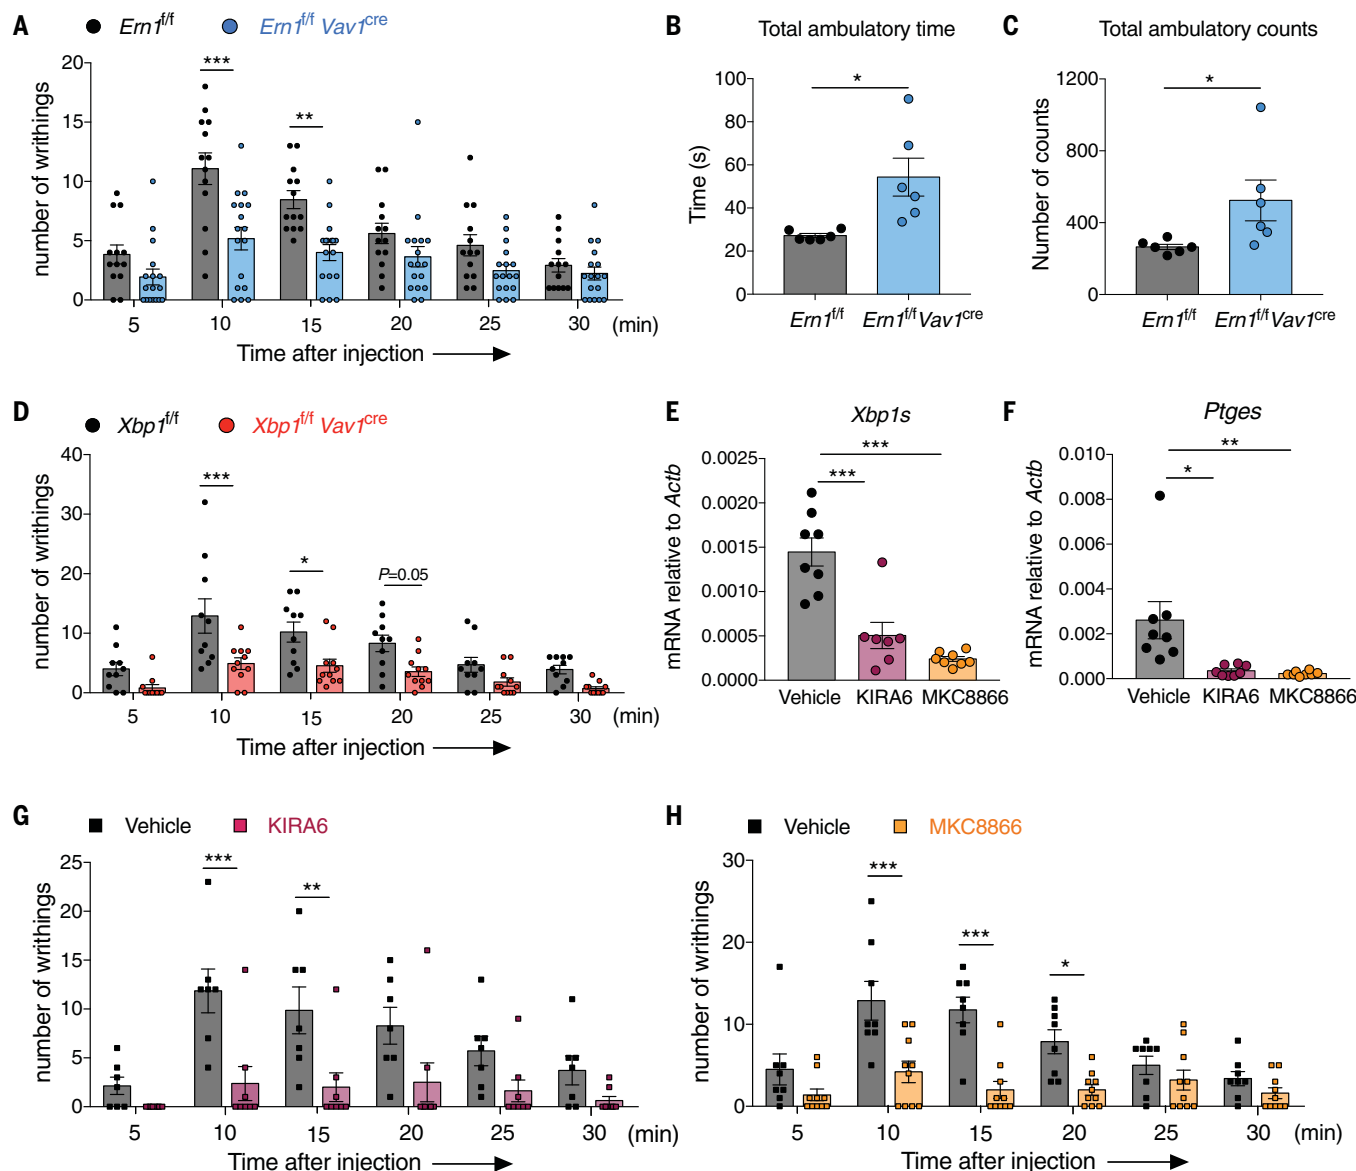 A
Ern1f/f
Ern1f/f Vav1cre
number of writhings
20
15
10
5
0
***
**
5 10 15 20 25 30 (min)
Time after injection
B
Total ambulatory time
Time (s)
100
80
60
40
20
0
*
Ern1f/f
Ern1f/f Vav1cre
C
Total ambulatory counts
Number of counts
1200
800
400
0
*
Ern1f/f
Ern1f/f Vav1cre
D
Xbp1f/f
Xbp1f/f Vav1cre
number of writhings
40
30
20
10
0
***
*
P=0.05
5 10 15 20 25 30 (min)
Time after injection
E
Xbp1s
mRNA relative to Actb
0.0025
0.0020
0.0015
0.0010
0.0005
0.0000
***
***
Vehicle KIRA6 MKC8866
F
Ptges
mRNA relative to Actb
0.010
0.008
0.006
0.004
0.002
0.000
**
*
Vehicle KIRA6 MKC8866
G
Vehicle
KIRA6
number of writhings
25
20
15
10
5
0
***
**
5 10 15 20 25 30 (min)
Time after injection
H
Vehicle
MKC8866
number of writhings
30
20
10
0
***
***
*
5 10 15 20 25 30 (min)
Time after injection